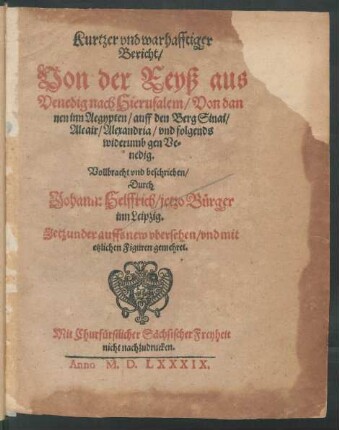 Kurtzer vnd warhafftiger
Bericht/
Von der Reyß aus
Venedig nach Hierusalem/ Von dan
nen inn Aegypten/ auff den Berg Sinai/
Alcair/ Alexandria/ vnd folgends
widerumb gen Ve-
nedig.
Vollbracht vnd beschrieben/
Durch
Johann: Helffrich/ jetzo Bürger
inn Leipzig.
Jetzunder auffs new vbersehen/ vnd mit
etzlichen Figuren gemehret.
Mit Churfürstlicher Sächsischer Freyheit
nicht nachzudrucken.
Anno M. D. LXXXIX.